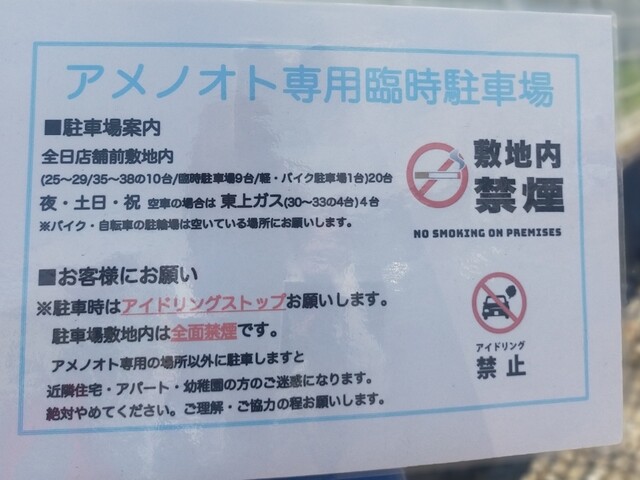 アメノオト専用臨時駐車場
■駐車場案内
全日店舗前敷地内
(25〜29/35〜38の10台/臨時駐車場9台/軽・バイク駐車場1台)20台
夜・土日・祝 空車の場合は 東上ガス(30〜33の4台)4台
※バイク・自転車の駐輪場は空いている場所にお願いします。
敷地内
禁煙
NO SMOKING ON PREMISES
■お客様にお願い
※駐車時はアイドリングストップお願いします。
駐車場敷地内は全面禁煙です。
アメノオト専用の場所以外に駐車しますと
近隣住宅・アパート・幼稚園の方のご迷惑になります。
絶対やめてください。ご理解・ご協力の程お願いします。
アイドリング
禁止